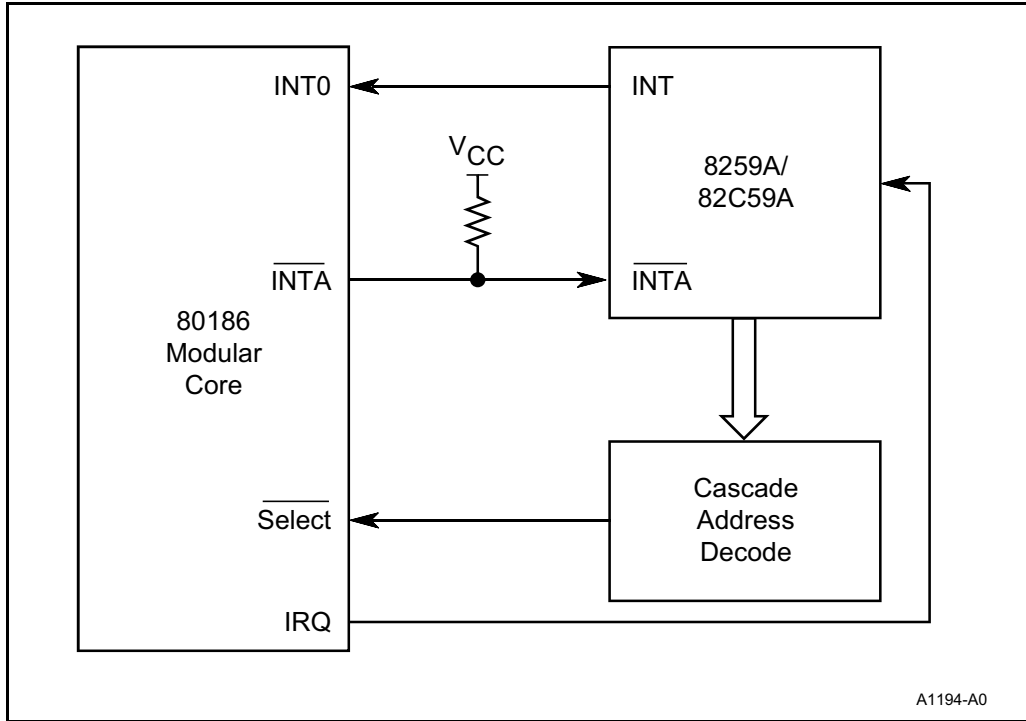 INT0
INT
VCC
8259A/
82C59A
INTA
INTA
80186
Modular
Core
Select
Cascade
Address
Decode
IRQ
A1194-A0